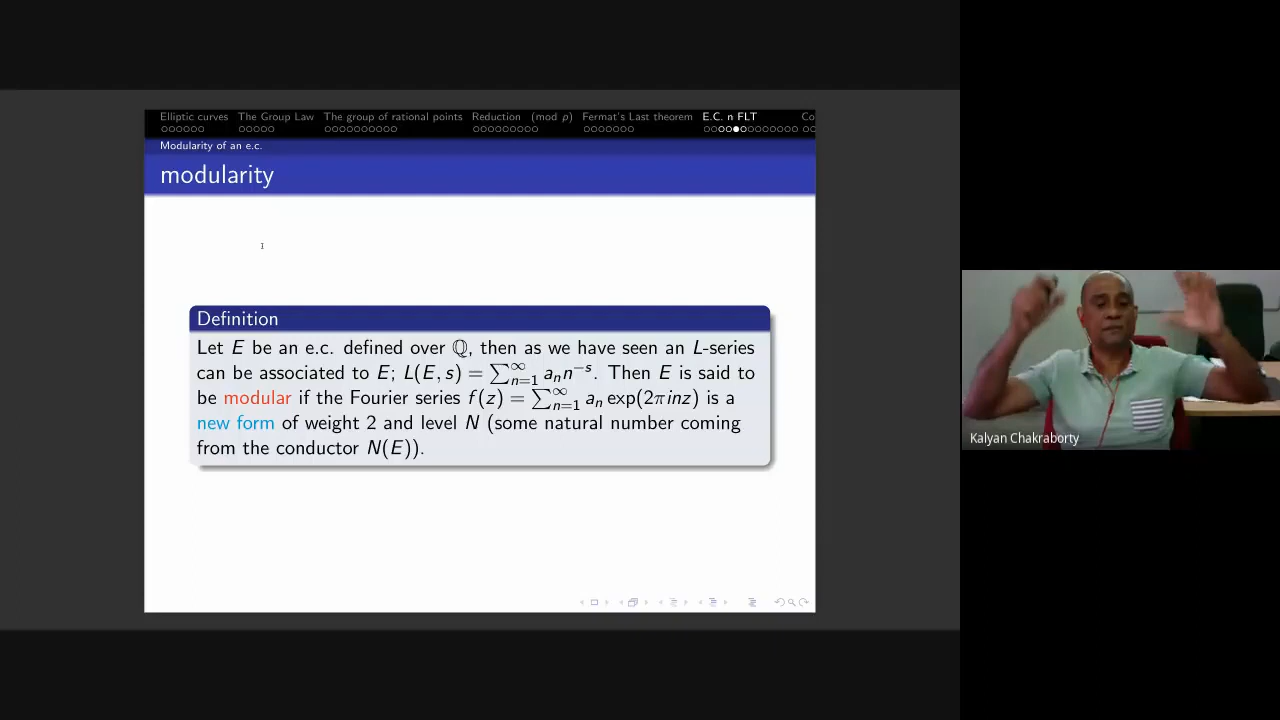 Elliptic curves The Group Law The group of rational points Reduction (mod p) Fermat's Last theorem E.C. n FLT Co
Modularity of an e.c.
modularity
Definition
Let E be an e.c. defined over ℚ, then as we have seen an L-series
can be associated to E; L(E, s) = ∑_{n=1}^{∞} a_n n^{-s}. Then E is said to
be modular if the Fourier series f(z) = ∑_{n=1}^{∞} a_n exp(2πinz) is a
new form of weight 2 and level N (some natural number coming
from the conductor N(E)).
Kalyan Chakraborty